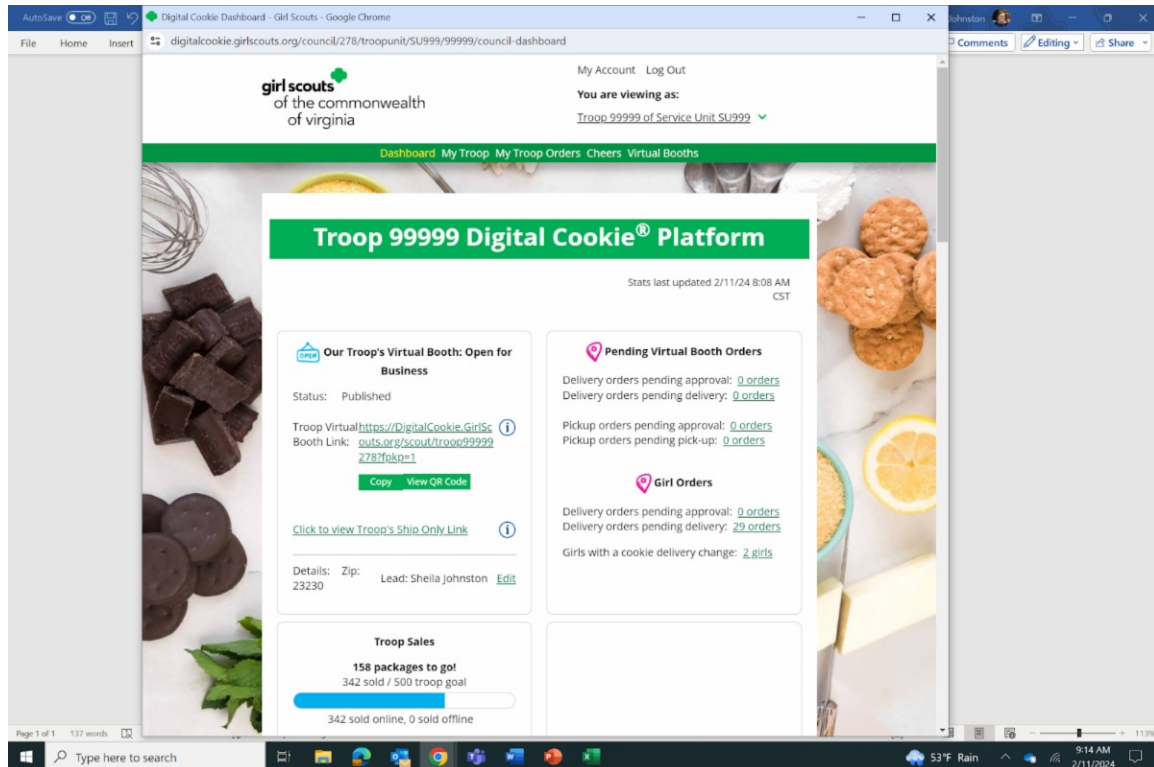 AutoSave Off
Digital Cookie Dashboard - Girl Scouts - Google Chrome
Johnston
File Home Insert
digitalcookie.girlscouts.org/council/278/troopunit/SU999/99999/council-dashboard
Comments Editing Share
girl scouts
of the commonwealth
of virginia
My Account Log Out
You are viewing as:
Troop 99999 of Service Unit SU999
Dashboard My Troop My Troop Orders Cheers Virtual Booths
Troop 99999 Digital Cookie® Platform
Stats last updated 2/11/24 8:08 AM
CST
OPEN
Our Troop's Virtual Booth: Open for
Business
Status: Published
Troop Virtual https://DigitalCookie.GirlSc
Booth Link: outs.org/scout/troop99999
278?fpkp=1
Copy View QR Code
Click to view Troop's Ship Only Link
Details: Zip:
23230
Lead: Sheila Johnston Edit
Pending Virtual Booth Orders
Delivery orders pending approval: 0 orders
Delivery orders pending delivery: 0 orders
Pickup orders pending approval: 0 orders
Pickup orders pending pick-up: 0 orders
Girl Orders
Delivery orders pending approval: 0 orders
Delivery orders pending delivery: 29 orders
Girls with a cookie delivery change: 2 girls
Troop Sales
158 packages to go!
342 sold / 500 troop goal
342 sold online, 0 sold offline
Page 1 of 1 137 words
113%
Type here to search
53°F Rain
9:14 AM
2/11/2024